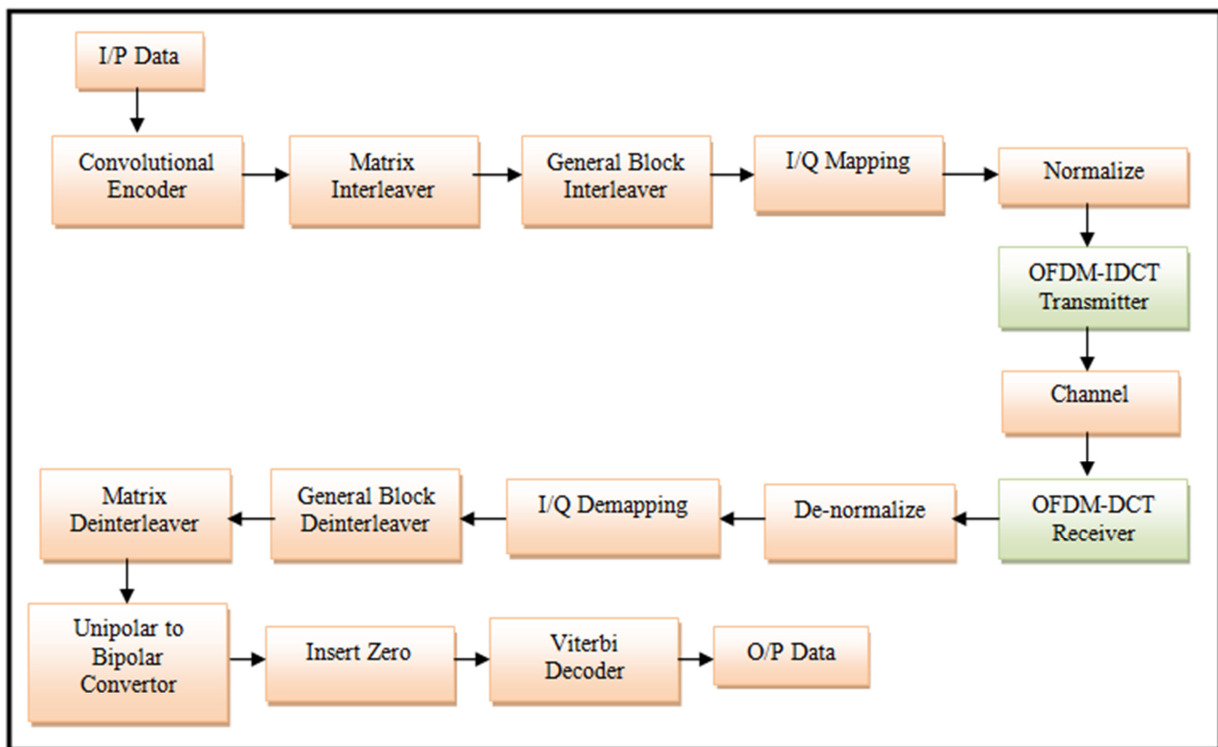 I/P Data
Convolutional
Encoder
Matrix
Interleaver
General Block
Interleaver
I/Q Mapping
Normalize
OFDM-IDCT
Transmitter
Channel
OFDM-DCT
Receiver
De-normalize
I/Q Demapping
General Block
Deinterleaver
Matrix
Deinterleaver
Unipolar to
Bipolar
Convertor
Insert Zero
Viterbi
Decoder
O/P Data